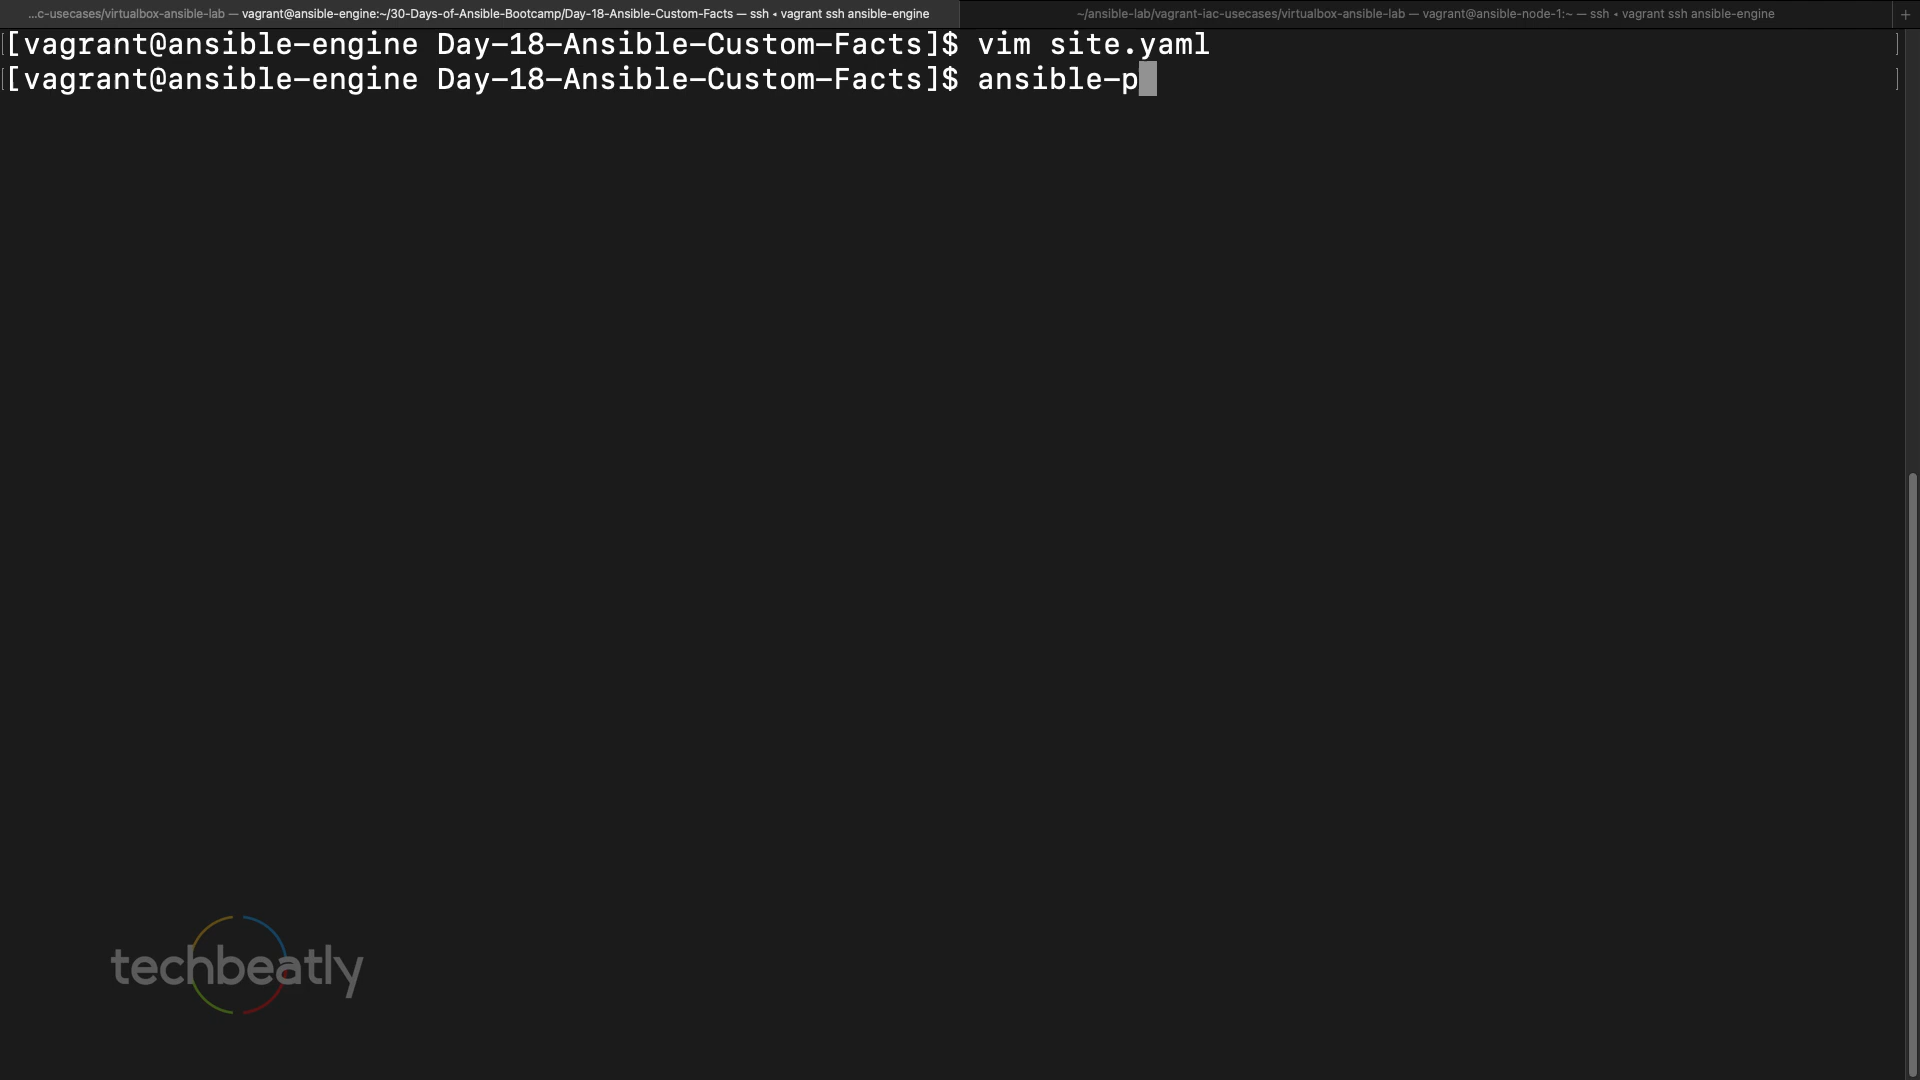 ...c-usecases/virtualbox-ansible-lab — vagrant@ansible-engine:~/30-Days-of-Ansible-Bootcamp/Day-18-Ansible-Custom-Facts — ssh ◂ vagrant ssh ansible-engine
~/ansible-lab/vagrant-iac-usecases/virtualbox-ansible-lab — vagrant@ansible-node-1:~ — ssh ◂ vagrant ssh ansible-engine
+
[vagrant@ansible-engine Day-18-Ansible-Custom-Facts]$ vim site.yaml
[vagrant@ansible-engine Day-18-Ansible-Custom-Facts]$ ansible-p
techbeatly